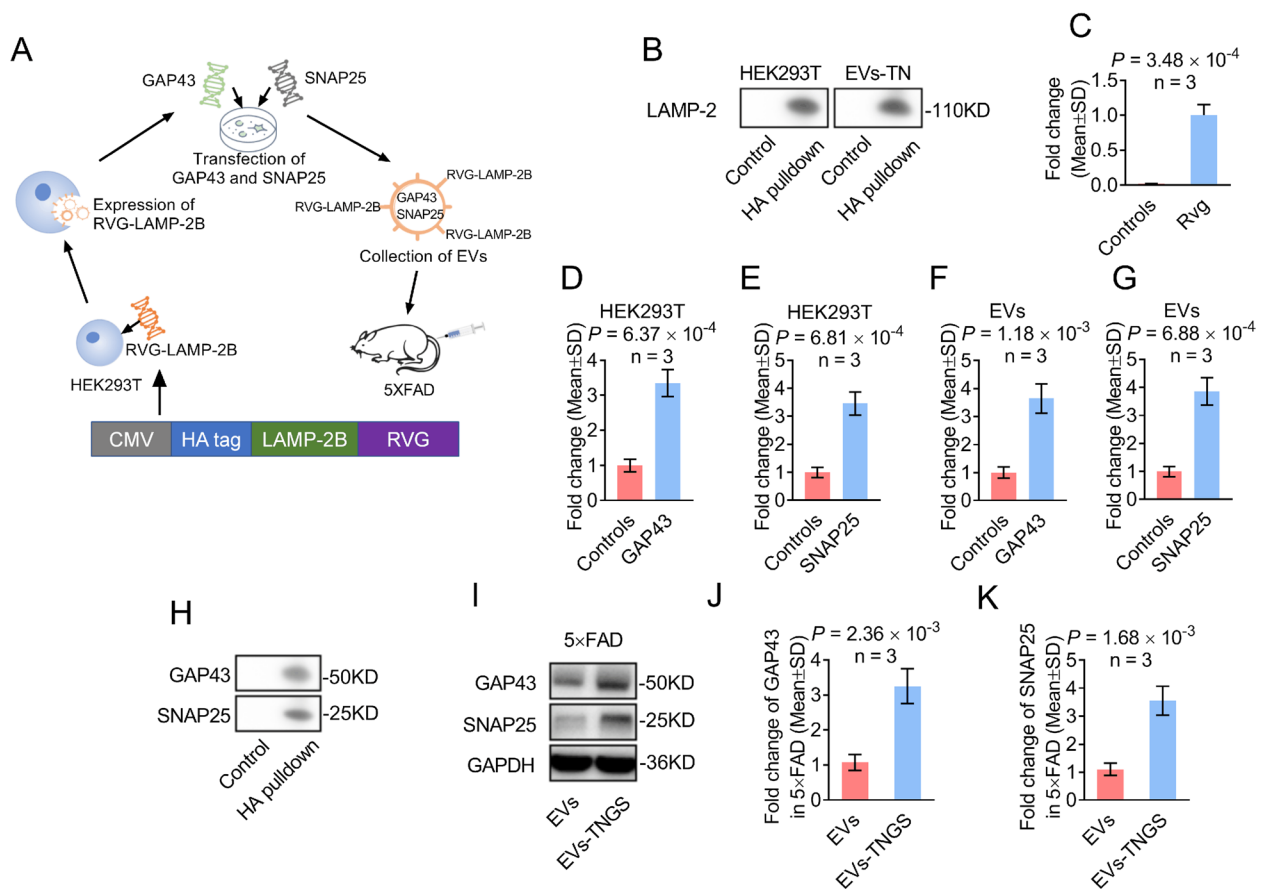 A
GAP43
SNAP25
Transfection of
GAP43 and SNAP25
Expression of
RVG-LAMP-2B
RVG-LAMP-2B
RVG-LAMP-2B
RVG-LAMP-2B
GAP43
SNAP25
Collection of EVs
RVG-LAMP-2B
HEK293T
5XFAD
CMV
HA tag
LAMP-2B
RVG
B
HEK293T
EVs-TN
LAMP-2
-110KD
Control
HA pulldown
Control
HA pulldown
C
P = 3.48 × 10-4
n = 3
Fold change
(Mean±SD)
1.5
1.0
0.5
0.0
Controls
Rvg
D
HEK293T
P = 6.37 × 10-4
n = 3
Fold change (Mean±SD)
4
3
2
1
0
Controls
GAP43
E
HEK293T
P = 6.81 × 10-4
n = 3
Fold change (Mean±SD)
5
4
3
2
1
0
Controls
SNAP25
F
EVs
P = 1.18 × 10-3
n = 3
Fold change (Mean±SD)
5
4
3
2
1
0
Controls
GAP43
G
EVs
P = 6.88 × 10-4
n = 3
Fold change (Mean±SD)
5
4
3
2
1
0
Controls
SNAP25
H
GAP43
-50KD
SNAP25
-25KD
Control
HA pulldown
I
5×FAD
GAP43
-50KD
SNAP25
-25KD
GAPDH
-36KD
EVs
EVs-TNGS
J
P = 2.36 × 10-3
n = 3
Fold change of GAP43
in 5×FAD (Mean±SD)
4
3
2
1
0
EVs
EVs-TNGS
K
P = 1.68 × 10-3
n = 3
Fold change of SNAP25
in 5×FAD (Mean±SD)
5
4
3
2
1
0
EVs
EVs-TNGS